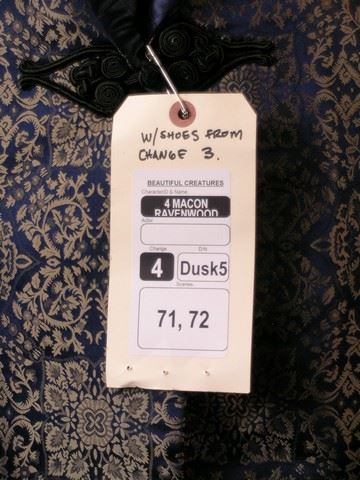 W/SHOES FROM
CHANGE 3.
BEAUTIFUL CREATURES
Character/ID & Name
4 MACON
RAVENWOOD
Actor
Change D/N
4 Dusk5
Scenes
71, 72